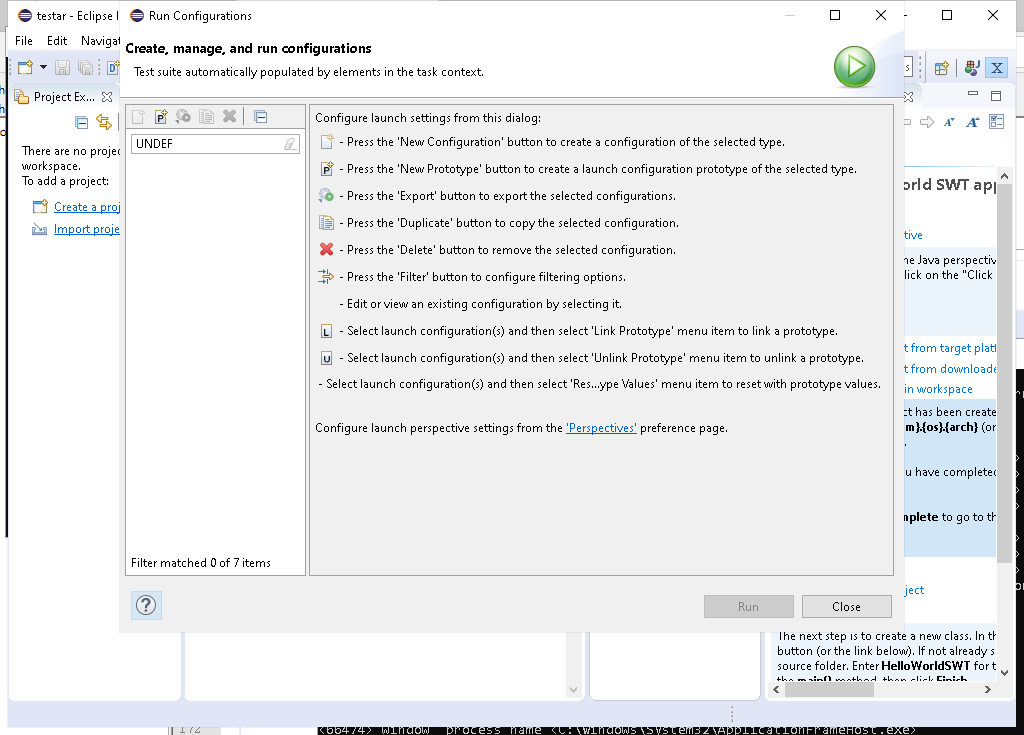 testar - Eclipse I
Run Configurations
File Edit Navigat
Create, manage, and run configurations
Test suite automatically populated by elements in the task context.
Project Ex...
UNDEF
There are no projec
workspace.
To add a project:
Create a proj
Import proje
Filter matched 0 of 7 items
Configure launch settings from this dialog:
- Press the 'New Configuration' button to create a configuration of the selected type.
- Press the 'New Prototype' button to create a launch configuration prototype of the selected type.
- Press the 'Export' button to export the selected configurations.
- Press the 'Duplicate' button to copy the selected configuration.
- Press the 'Delete' button to remove the selected configuration.
- Press the 'Filter' button to configure filtering options.
- Edit or view an existing configuration by selecting it.
L - Select launch configuration(s) and then select 'Link Prototype' menu item to link a prototype.
U - Select launch configuration(s) and then select 'Unlink Prototype' menu item to unlink a prototype.
- Select launch configuration(s) and then select 'Res...ype Values' menu item to reset with prototype values.
Configure launch perspective settings from the 'Perspectives' preference page.
Run
Close
orld SWT app
tive
he Java perspectiv
lick on the "Click
t from target platf
t from downloade
in workspace
ct has been create
m}.{os}.{arch} (or
u have completed
mplete to go to th
ject
The next step is to create a new class. In th
button (or the link below). If not already s
source folder. Enter HelloWorldSWT for t
the main() method, then click Finish.
172
<66474> window process name <C:\Windows\System32\ApplicationFrameHost.exe>